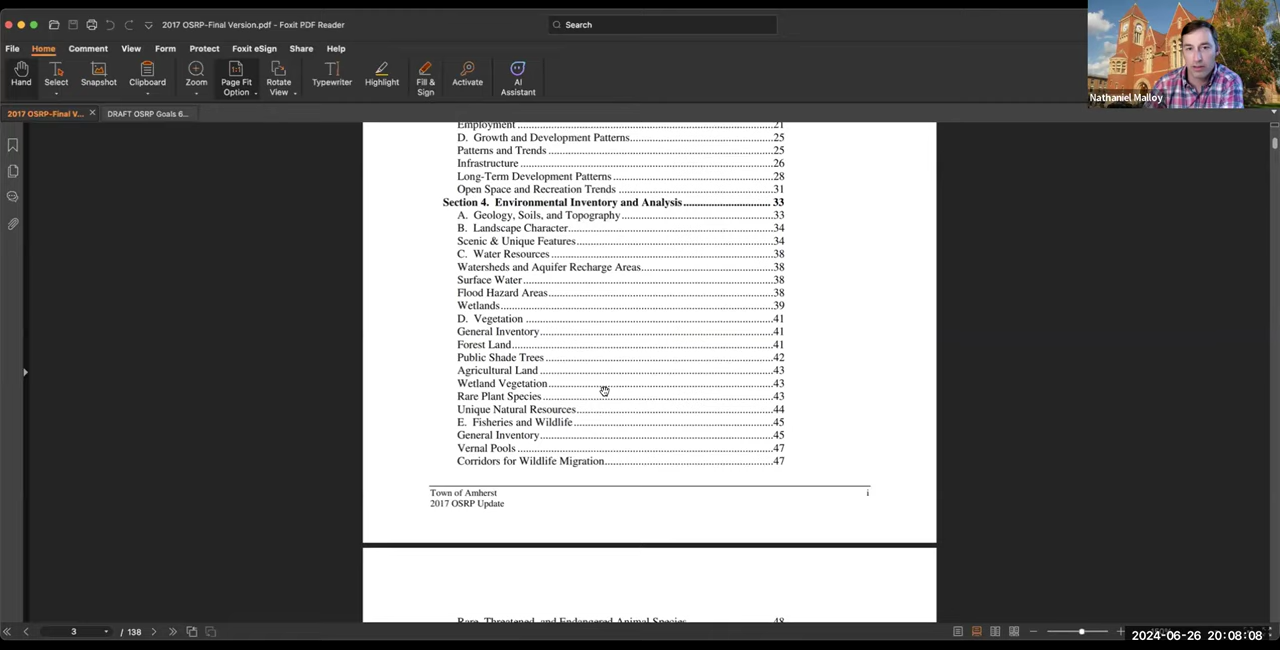 2017 OSRP-Final Version.pdf - Foxit PDF Reader
Search
File Home Comment View Form Protect Foxit eSign Share Help
Hand Select Snapshot Clipboard Zoom Page Fit Option Rotate View Typewriter Highlight Fill & Sign Activate AI Assistant
Nathaniel Malloy
2017 OSRP-Final V... DRAFT OSRP Goals 6...
Employment 21
D. Growth and Development Patterns 25
Patterns and Trends 25
Infrastructure 26
Long-Term Development Patterns 28
Open Space and Recreation Trends 31
Section 4. Environmental Inventory and Analysis 33
A. Geology, Soils, and Topography 33
B. Landscape Character 34
Scenic & Unique Features 34
C. Water Resources 38
Watersheds and Aquifer Recharge Areas 38
Surface Water 38
Flood Hazard Areas 38
Wetlands 39
D. Vegetation 41
General Inventory 41
Forest Land 41
Public Shade Trees 42
Agricultural Land 43
Wetland Vegetation 43
Rare Plant Species 43
Unique Natural Resources 44
E. Fisheries and Wildlife 45
General Inventory 45
Vernal Pools 47
Corridors for Wildlife Migration 47
Town of Amherst i
2017 OSRP Update
Rare, Threatened, and Endangered Animal Species 48
3 / 138
2024-06-26 20:08:08